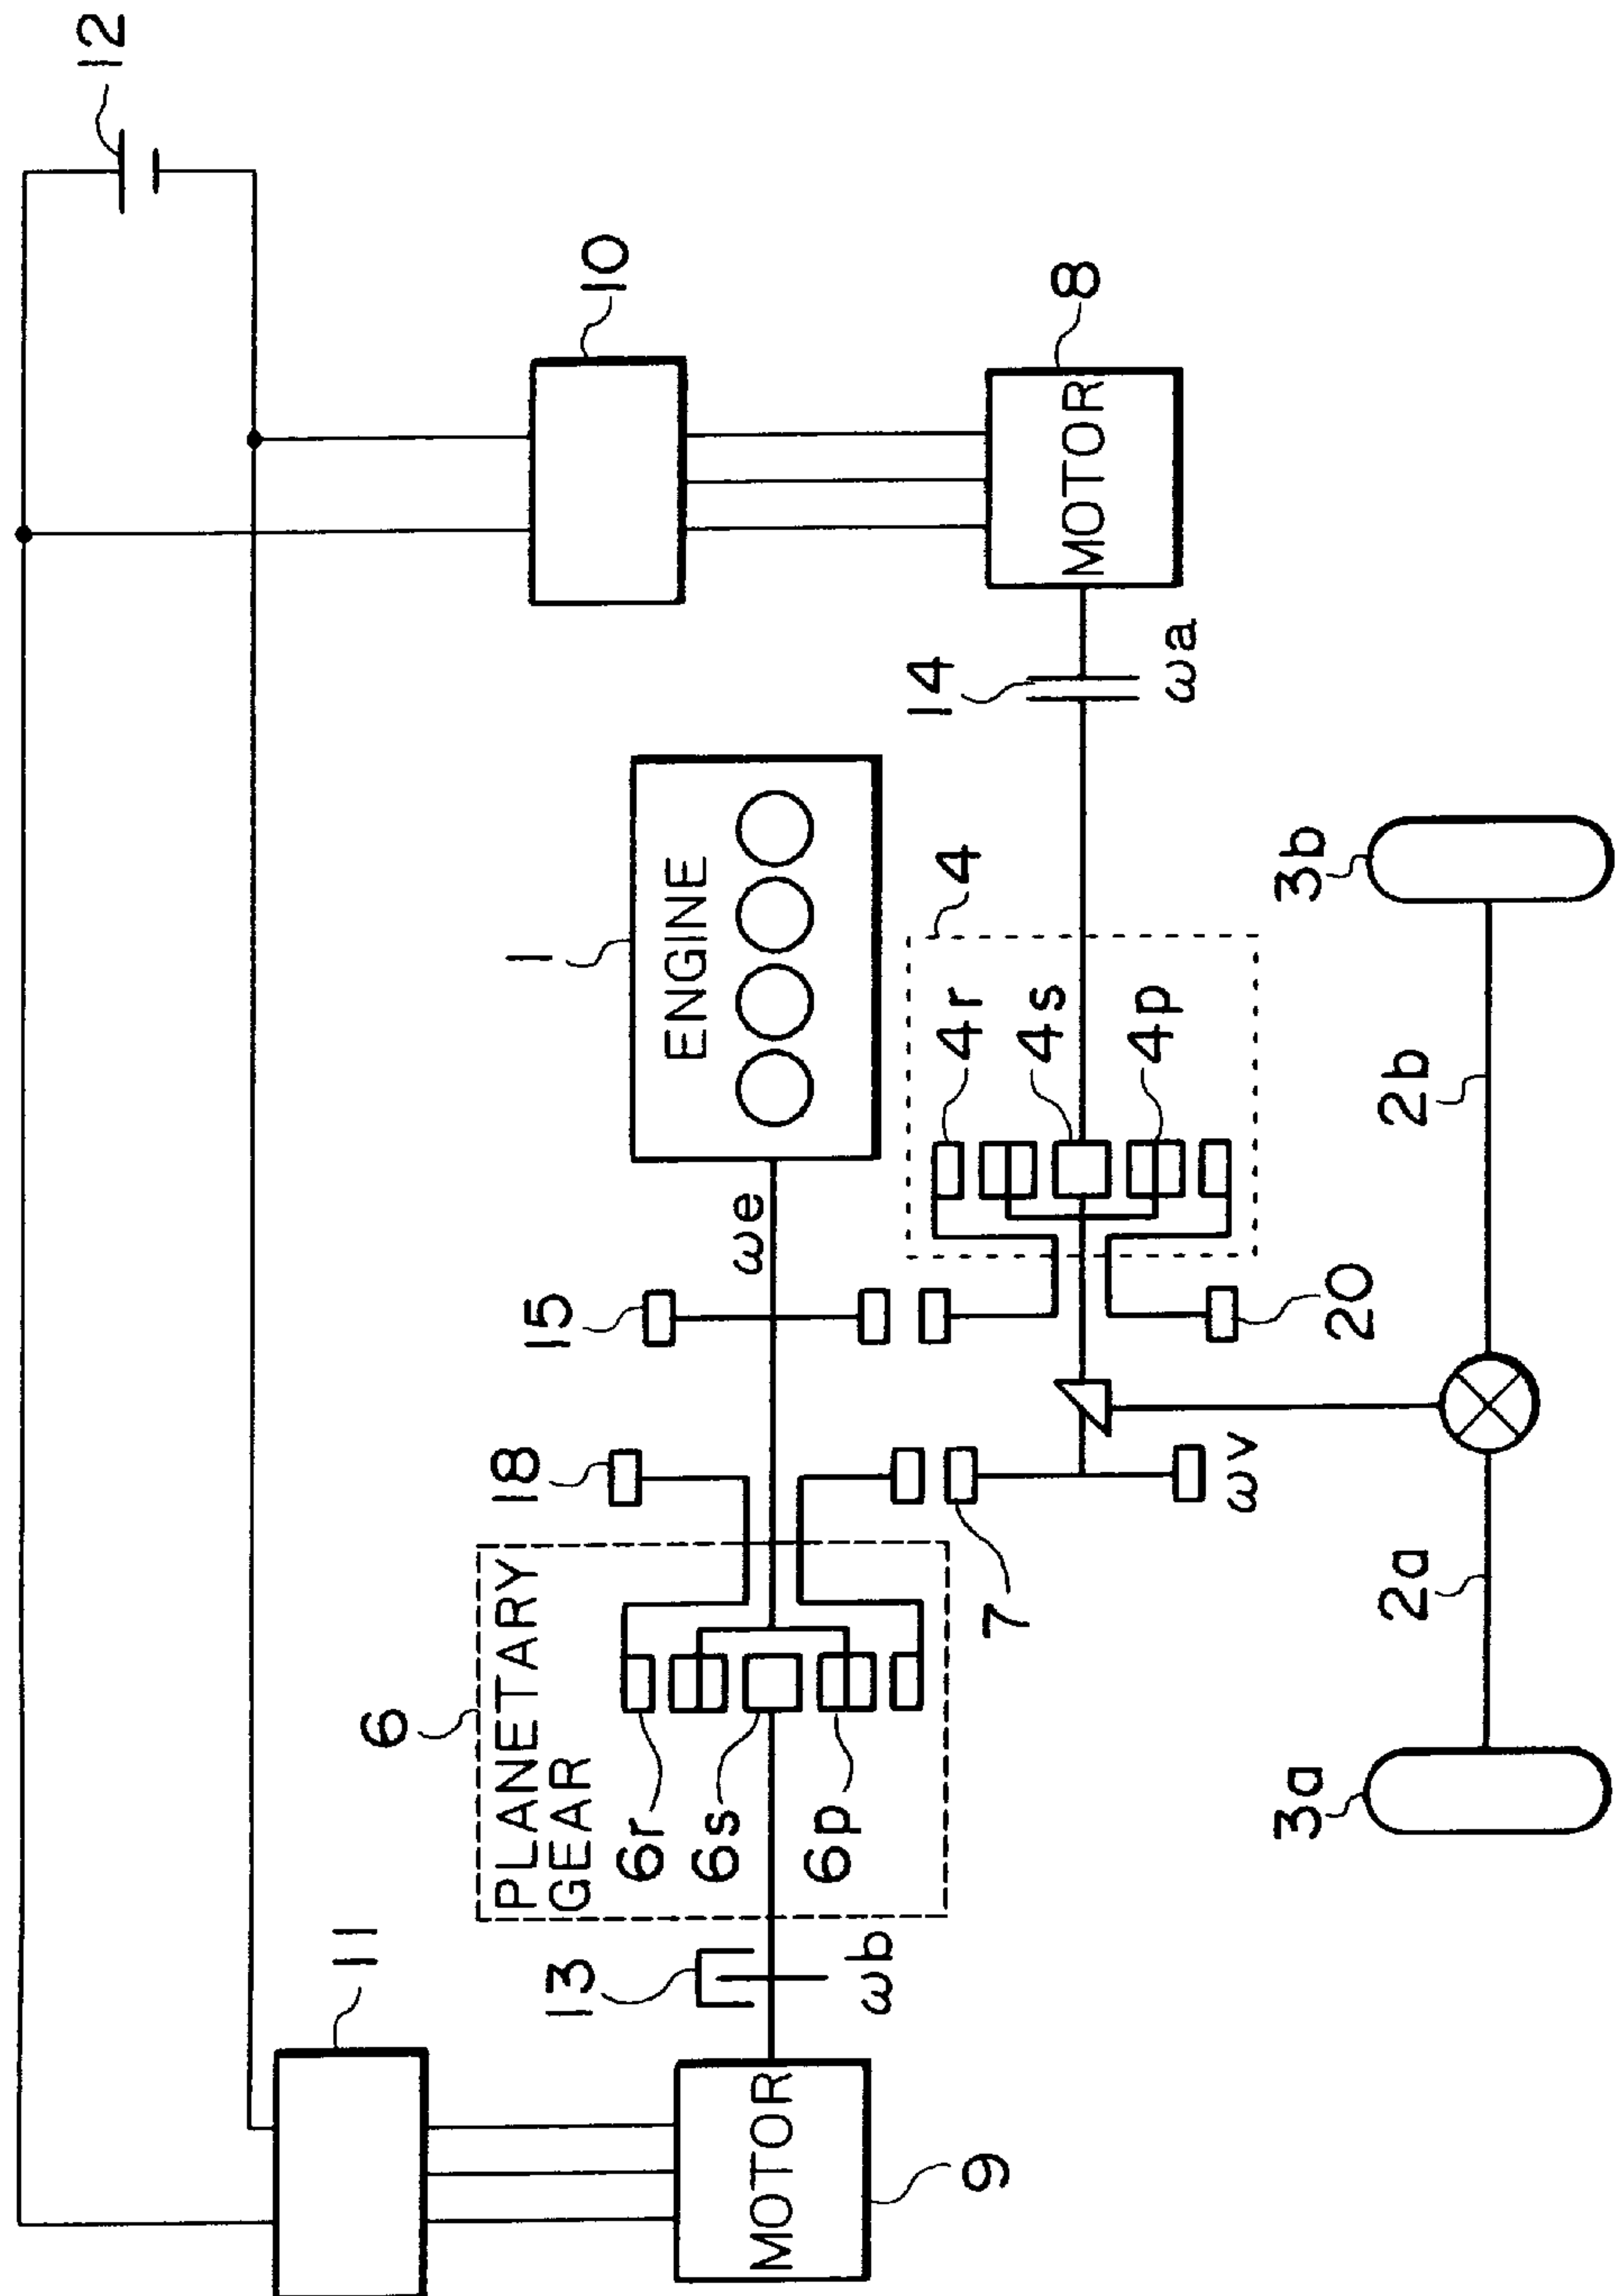 12
10
8
MOTOR
14
ωa
1
ENGINE
4
4r
4s
4p
3b
2b
ωe
15
20
18
7
ωv
2a
3a
6
PLANETARY
GEAR
6r
6s
6p
13
ωb
11
MOTOR
9